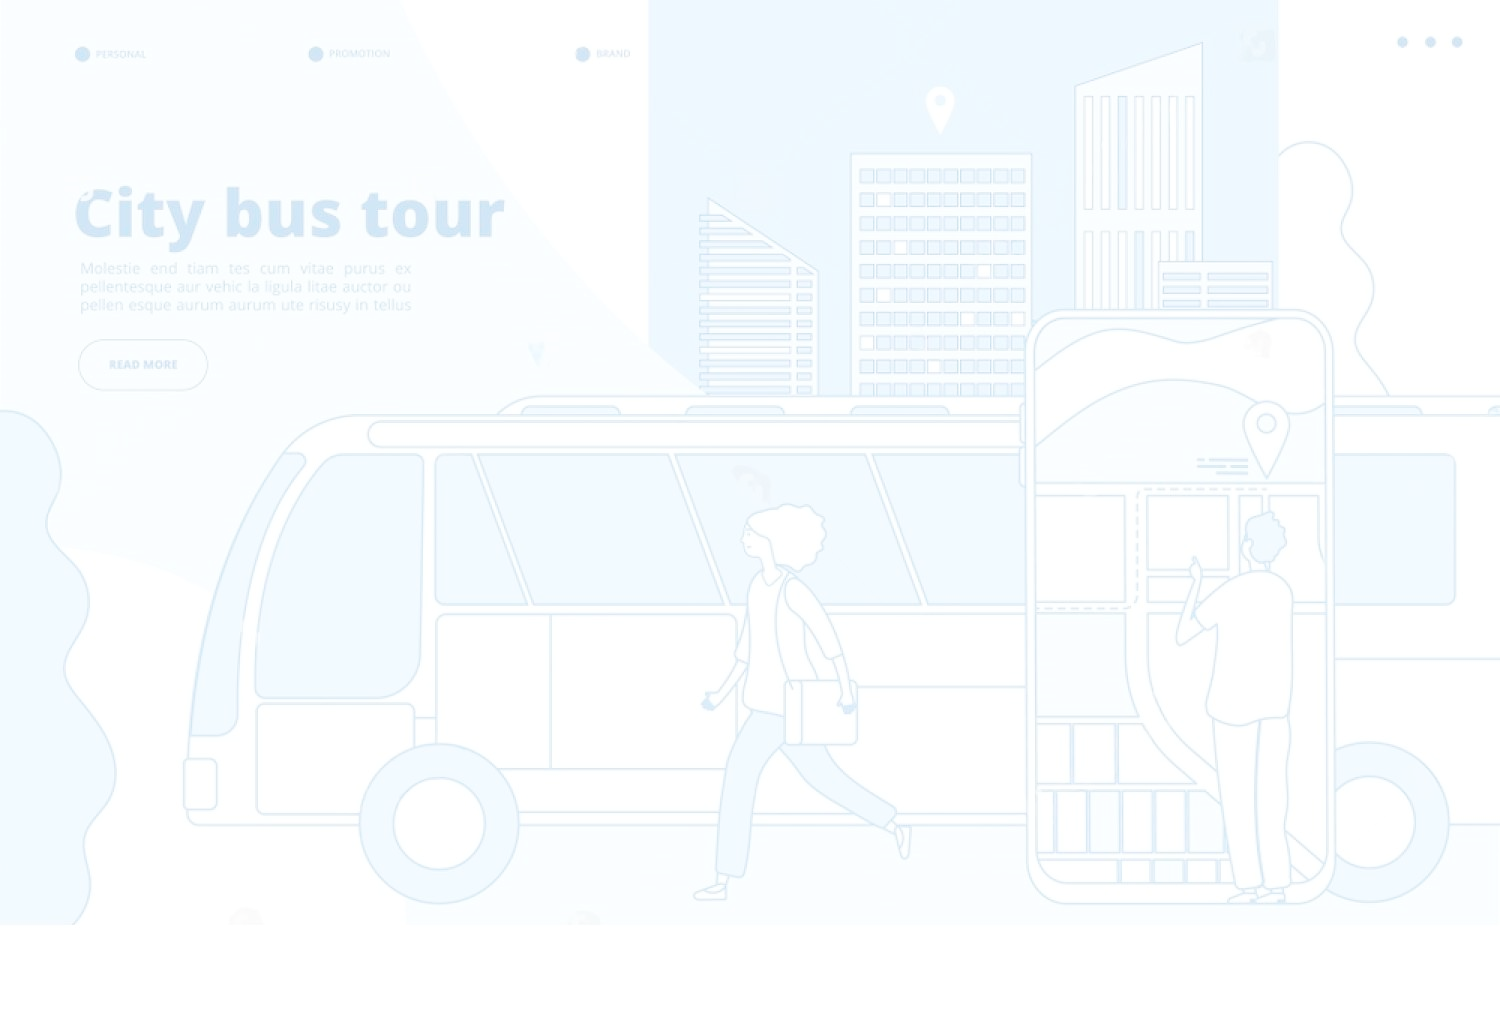 PERSONAL
PROMOTION
BRAND
City bus tour
Molestie end tiam tes cum vitae purus ex
pellentesque aur vehic la ligula litae auctor ou
pellen esque aurum aurum ute risusy in tellus
READ MORE